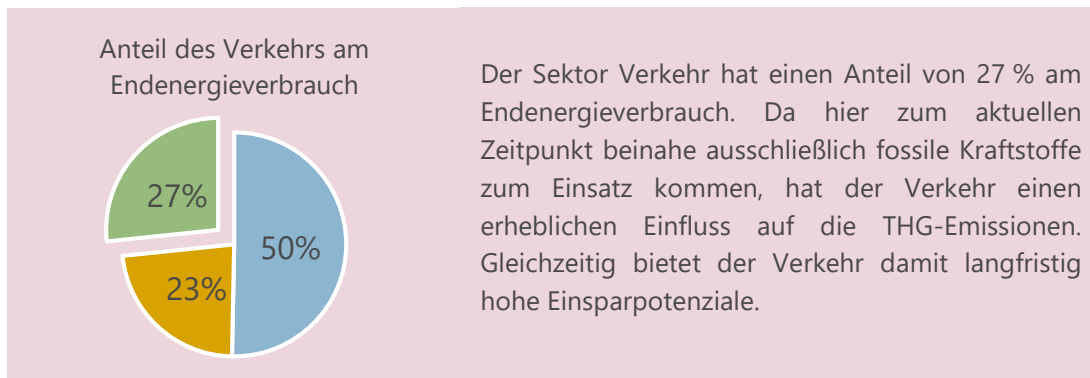 Anteil des Verkehrs am
Endenergieverbrauch
27%
50%
23%
Der Sektor Verkehr hat einen Anteil von 27 % am
Endenergieverbrauch. Da hier zum aktuellen
Zeitpunkt beinahe ausschließlich fossile Kraftstoffe
zum Einsatz kommen, hat der Verkehr einen
erheblichen Einfluss auf die THG-Emissionen.
Gleichzeitig bietet der Verkehr damit langfristig
hohe Einsparpotenziale.